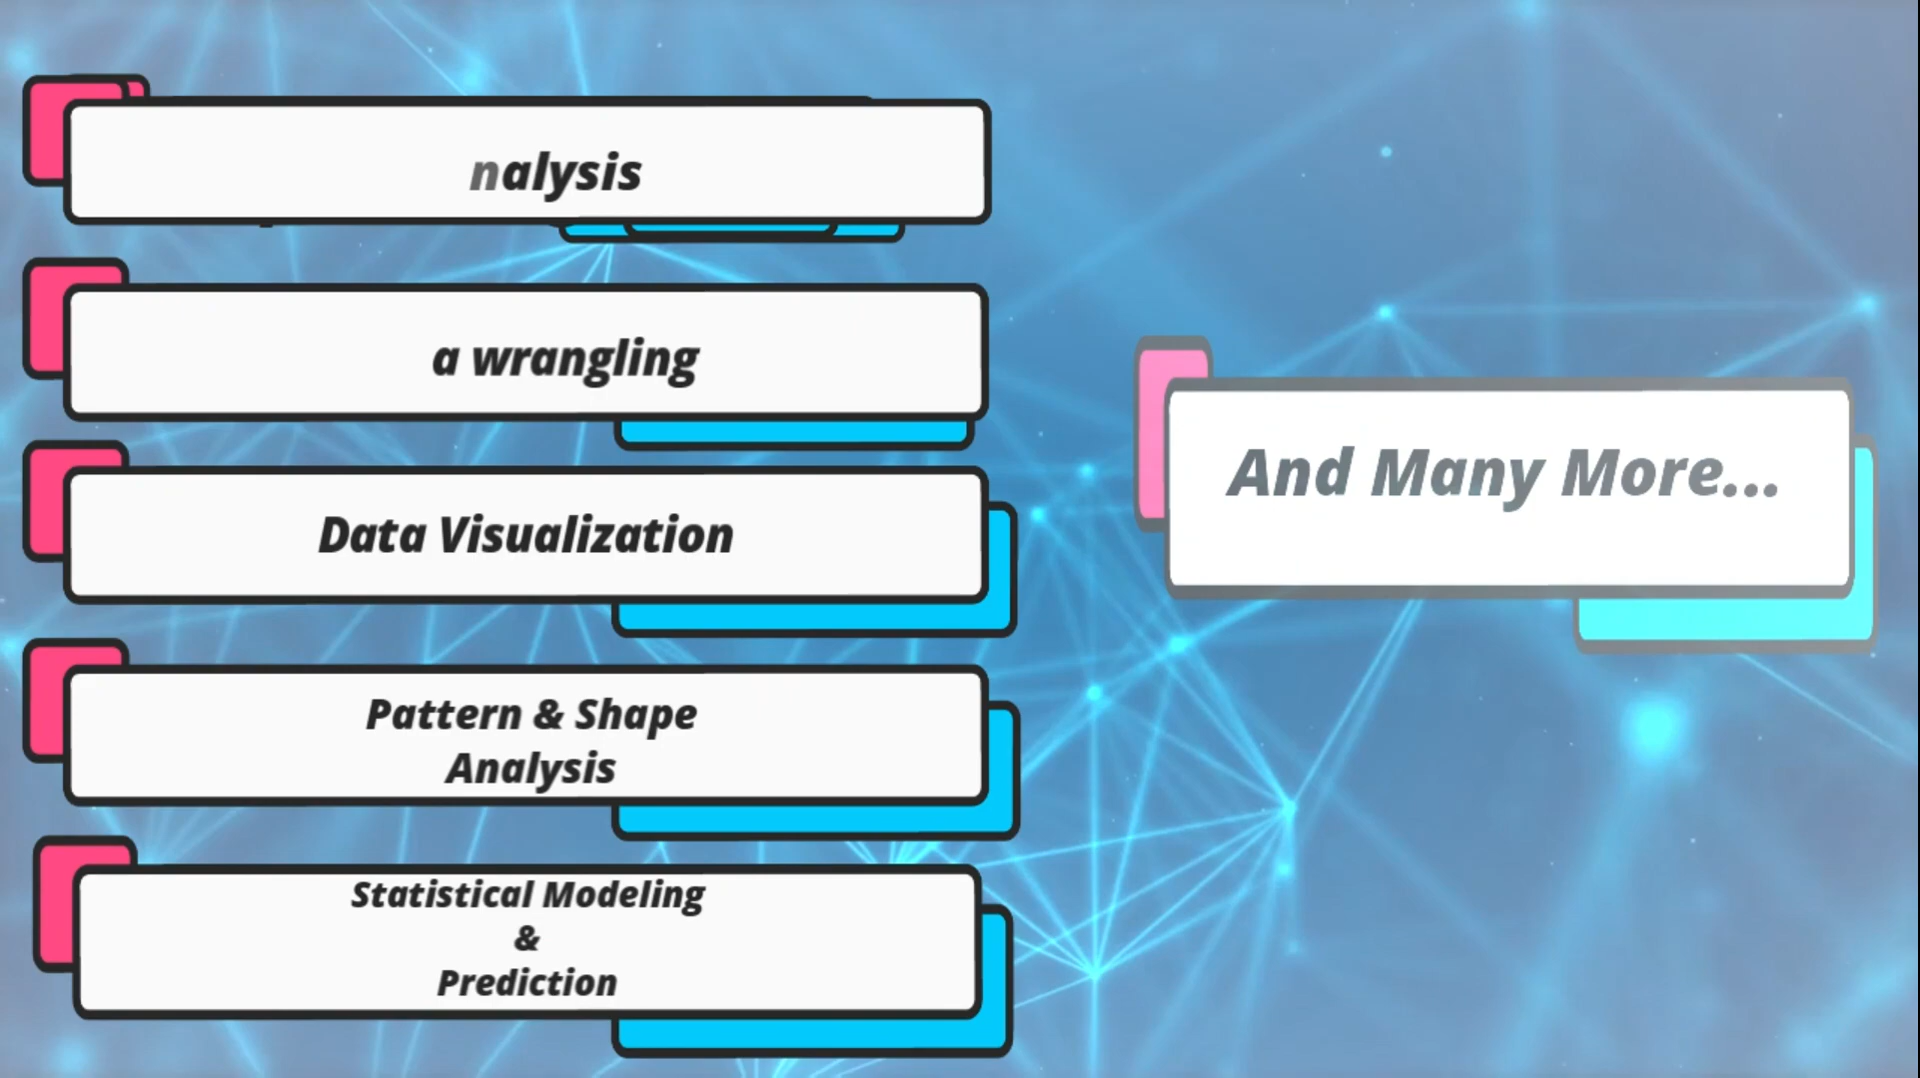 nalysis
a wrangling
Data Visualization
Pattern & Shape
Analysis
Statistical Modeling
&
Prediction
And Many More...